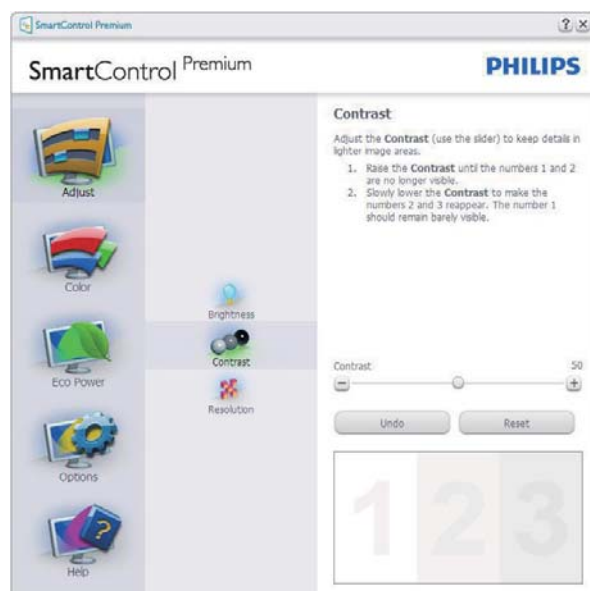 SmartControl Premium
SmartControl Premium
PHILIPS
Adjust
Color
Eco Power
Options
Help
Brightness
Contrast
Resolution
Contrast
Adjust the Contrast (use the slider) to keep details in
lighter image areas.
1. Raise the Contrast until the numbers 1 and 2
are no longer visible.
2. Slowly lower the Contrast to make the
numbers 2 and 3 reappear. The number 1
should remain barely visible.
Contrast 50
Undo Reset
1 2 3